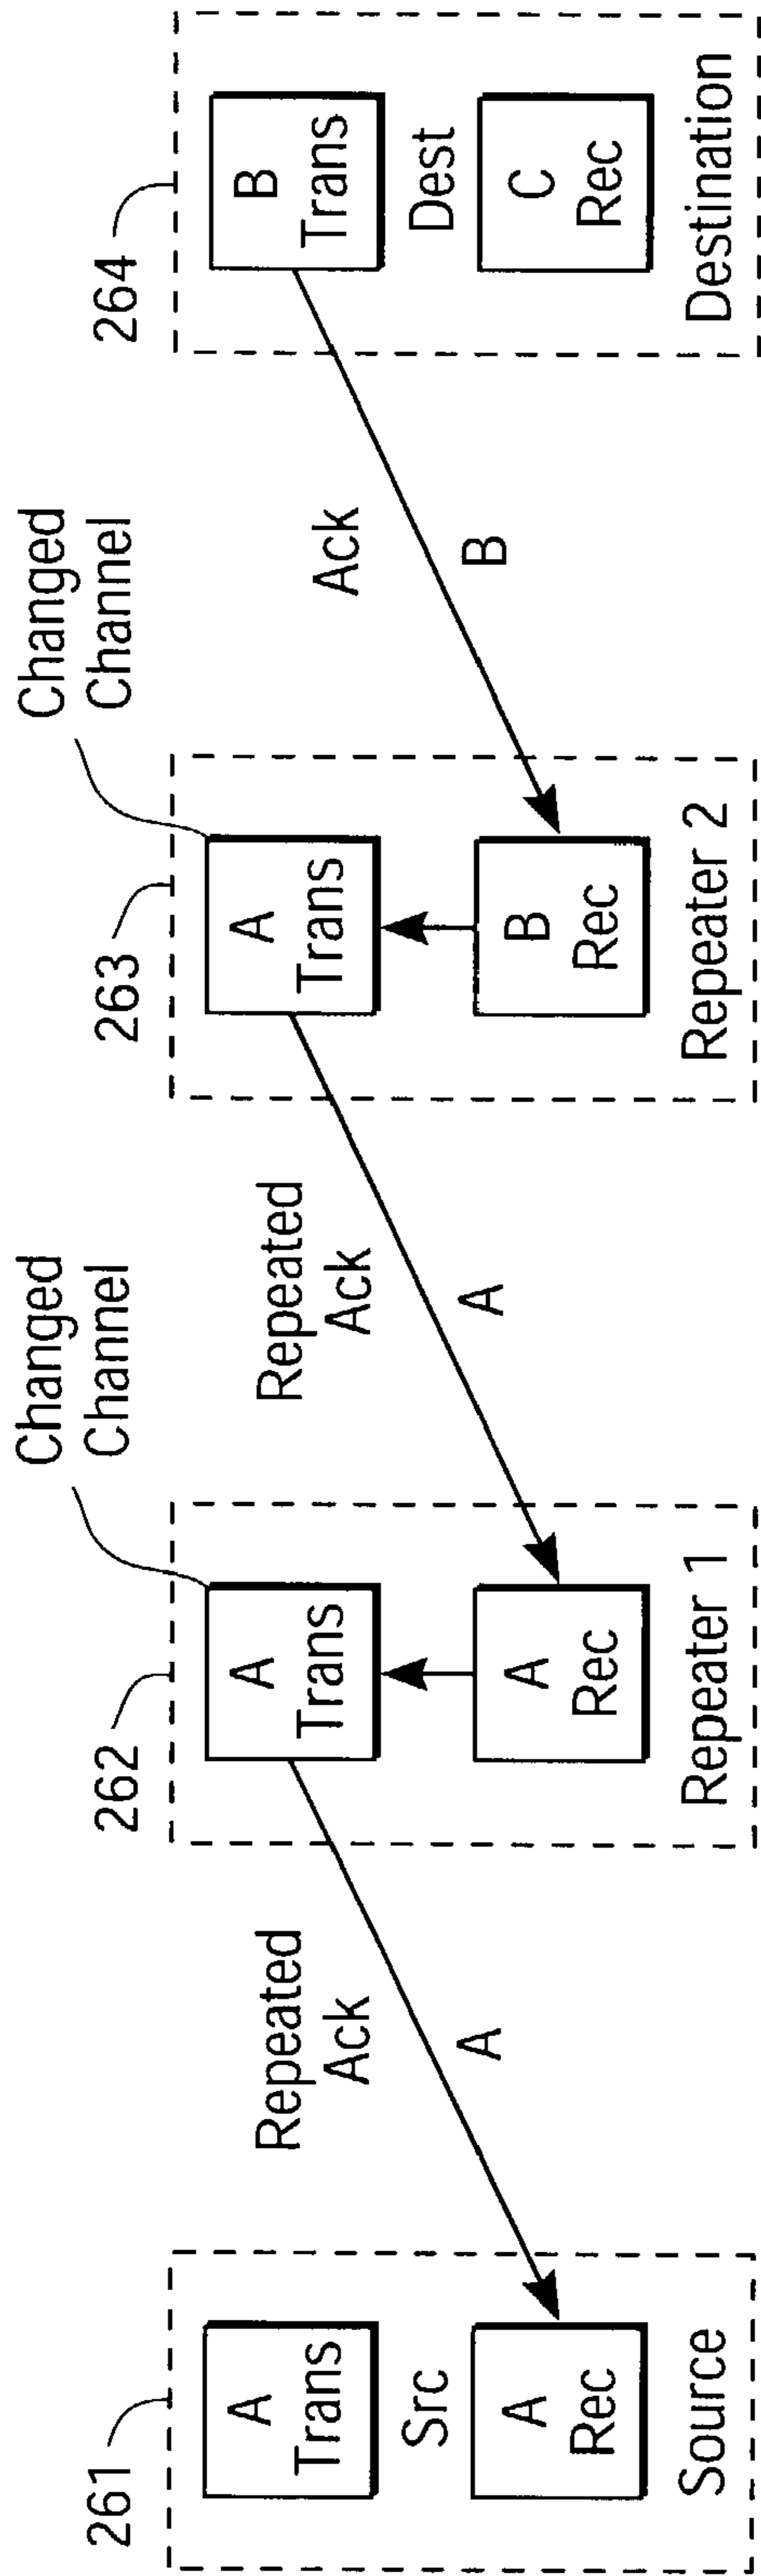 261
A
Trans
Src
A
Rec
Source
Repeated
Ack
A
262
Changed
Channel
A
Trans
A
Rec
Repeater 1
Repeated
Ack
A
263
Changed
Channel
A
Trans
B
Rec
Repeater 2
Ack
B
264
B
Trans
Dest
C
Rec
Destination